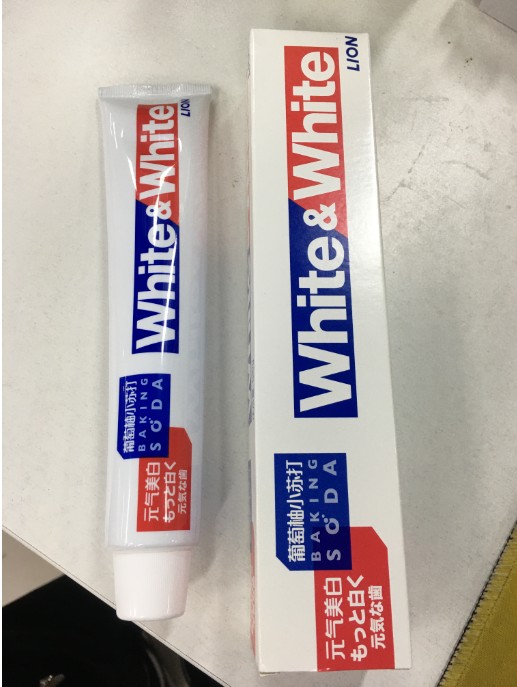 White&White
LION
葡萄柚小苏打
BAKING
SODA
元气美白
もっと白く
元気な歯
White&White
LION
葡萄柚小苏打
BAKING
SODA
元气美白
もっと白く
元気な歯